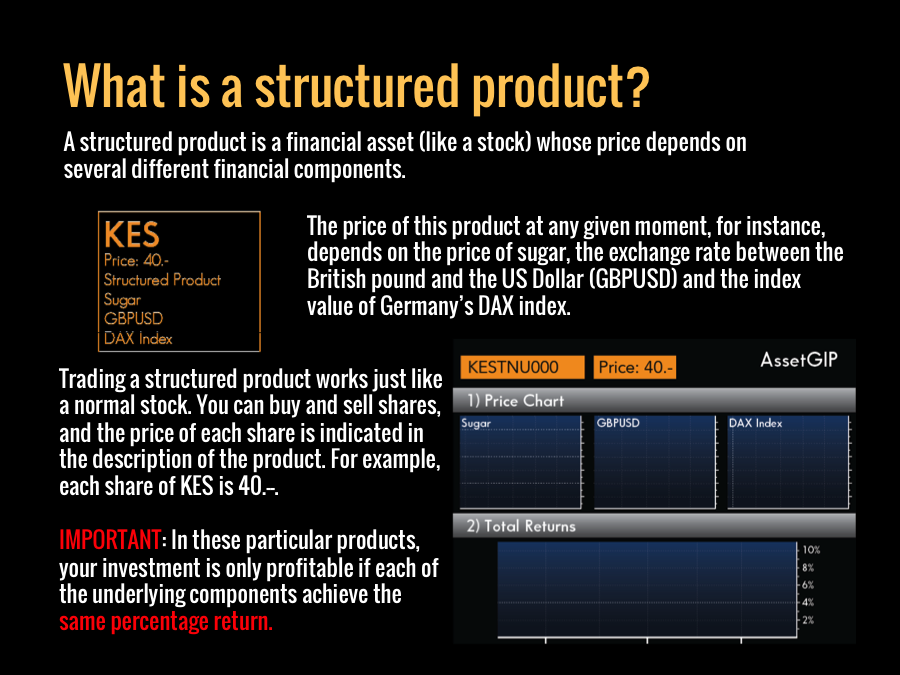 What is a structured product?
A structured product is a financial asset (like a stock) whose price depends on
several different financial components.
KES
Price: 40.-
Structured Product
Sugar
GBPUSD
DAX Index
The price of this product at any given moment, for instance,
depends on the price of sugar, the exchange rate between the
British pound and the US Dollar (GBPUSD) and the index
value of Germany's DAX index.
Trading a structured product works just like
a normal stock. You can buy and sell shares,
and the price of each share is indicated in
the description of the product. For example,
each share of KES is 40.–.
IMPORTANT: In these particular products,
your investment is only profitable if each of
the underlying components achieve the
same percentage return.
KESTNU000
Price: 40.-
AssetGIP
1) Price Chart
Sugar
GBPUSD
DAX Index
2) Total Returns
10%
8%
6%
4%
2%